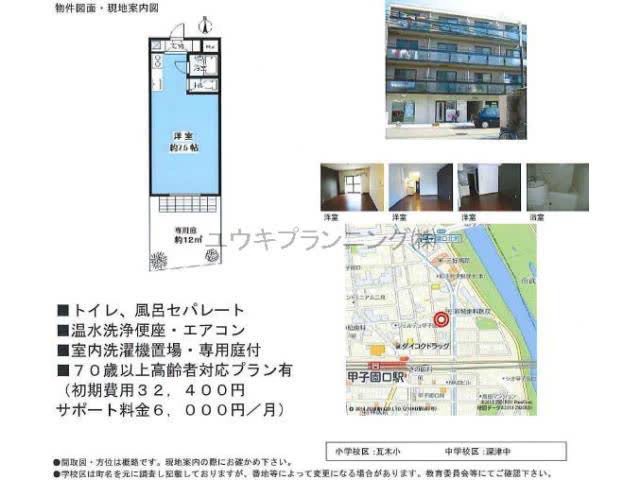 物件図面・現地案内図
洋室
約7.5帖
専用庭
約12㎡
洋室
洋室
洋室
浴室
ユウキプランニング㈱
ダイコクドラッグ
甲子園口駅
■トイレ、風呂セパレート
■温水洗浄便座・エアコン
■室内洗濯機置場・専用庭付
■７０歳以上高齢者対応プラン有
（初期費用３２，４００円
サポート料金６，０００円／月）
小学校区：瓦木小　中学校区：深津中
●間取図・方位は概略です。現地案内の際にお確かめ下さい。
●学校区は町名を元に調査し記載しておりますが、番地等によって変更になる場合があります。教育委員会等にてご確認下さい。